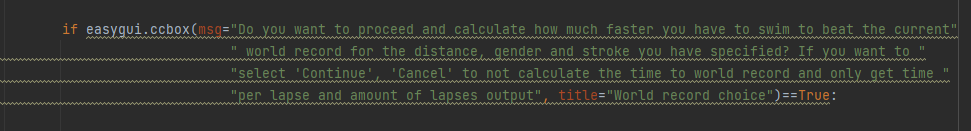 if easygui.ccbox(msg="Do you want to proceed and calculate how much faster you have to swim to beat the current"
" world record for the distance, gender and stroke you have specified? If you want to "
"select 'Continue', 'Cancel' to not calculate the time to world record and only get time "
"per lapse and amount of lapses output", title="World record choice")==True: